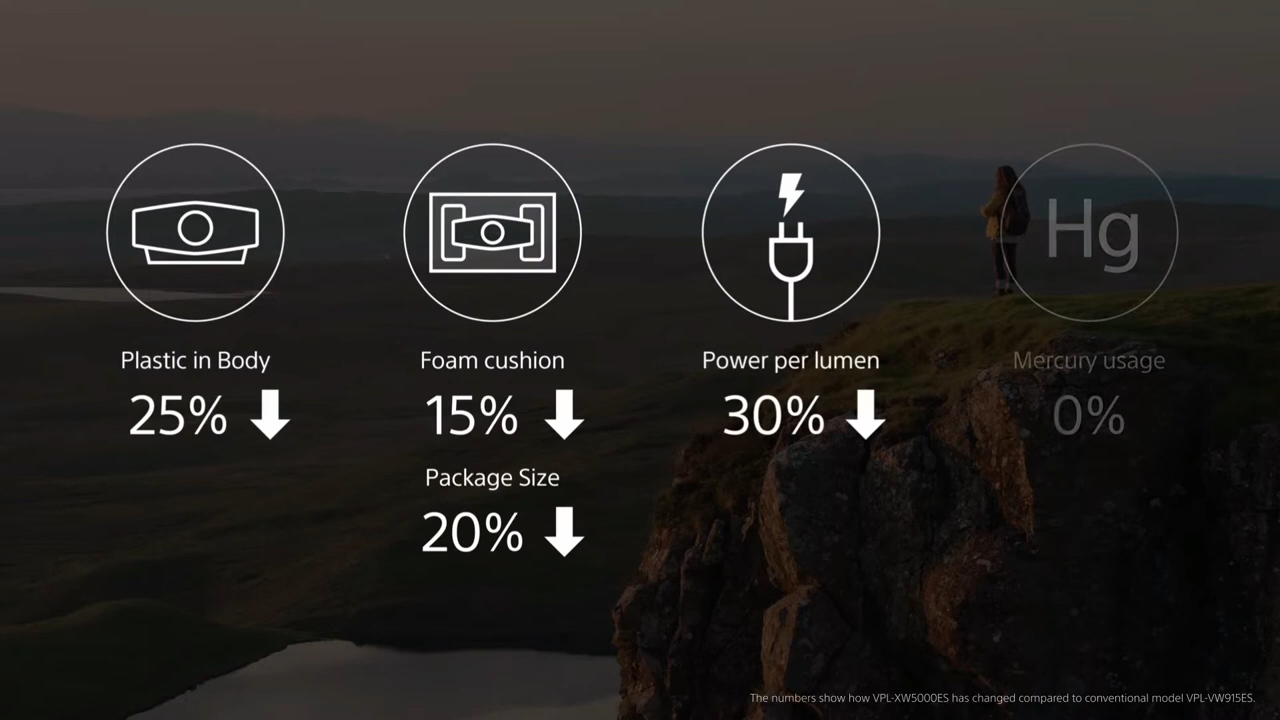 Hg
Plastic in Body
25%
Foam cushion
15%
Package Size
20%
Power per lumen
30%
Mercury usage
0%
The numbers show how VPL-XW5000ES has changed compared to conventional model VPL-VW915ES.